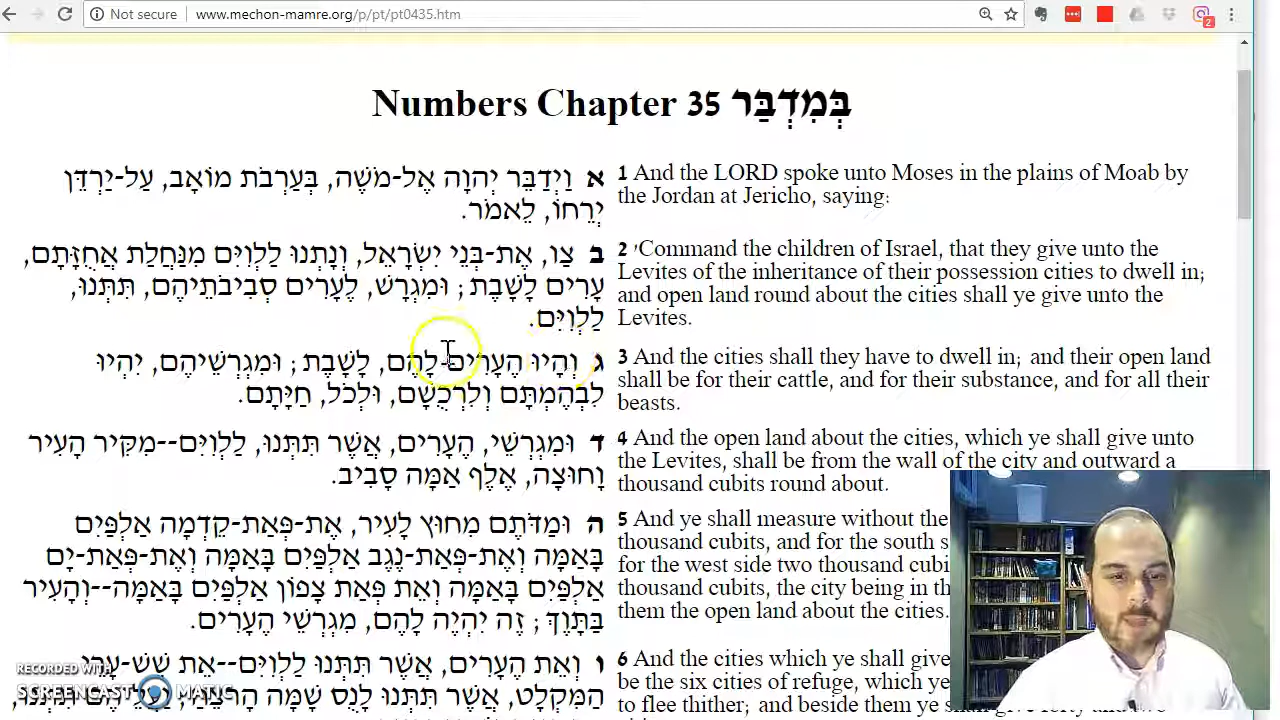 Not secure www.mechon-mamre.org/p/pt/pt0435.htm
2
Numbers Chapter 35 בְּמִדְבַּר
א וַיְדַבֵּר יְהוָה אֶל-מֹשֶׁה, בְּעַרְבֹת מוֹאָב, עַל-יַרְדֵּן
יְרֵחוֹ, לֵאמֹר.
1 And the LORD spoke unto Moses in the plains of Moab by
the Jordan at Jericho, saying:
ב צַו, אֶת-בְּנֵי יִשְׂרָאֵל, וְנָתְנוּ לַלְוִיִּם מִנַּחֲלַת אֲחֻזָּתָם,
עָרִים לָשָׁבֶת; וּמִגְרָשׁ, לֶעָרִים סְבִיבֹתֵיהֶם, תִּתְּנוּ,
לַלְוִיִּם.
2 'Command the children of Israel, that they give unto the
Levites of the inheritance of their possession cities to dwell in;
and open land round about the cities shall ye give unto the
Levites.
ג וְהָיוּ הֶעָרִים לָהֶם, לָשָׁבֶת; וּמִגְרְשֵׁיהֶם, יִהְיוּ
לִבְהֶמְתָּם וְלִרְכֻשָׁם, וּלְכֹל, חַיָּתָם.
3 And the cities shall they have to dwell in; and their open land
shall be for their cattle, and for their substance, and for all their
beasts.
ד וּמִגְרְשֵׁי, הֶעָרִים, אֲשֶׁר תִּתְּנוּ, לַלְוִיִּם--מִקִּיר הָעִיר
וָחוּצָה, אֶלֶף אַמָּה סָבִיב.
4 And the open land about the cities, which ye shall give unto
the Levites, shall be from the wall of the city and outward a
thousand cubits round about.
ה וּמַדֹּתֶם מִחוּץ לָעִיר, אֶת-פְּאַת-קֵדְמָה אַלְפַּיִם
בָּאַמָּה וְאֶת-פְּאַת-נֶגֶב אַלְפַּיִם בָּאַמָּה וְאֶת-פְּאַת-יָם
אַלְפַּיִם בָּאַמָּה וְאֵת פְּאַת צָפוֹן אַלְפַּיִם בָּאַמָּה--וְהָעִיר
בַּתָּוֶךְ; זֶה יִהְיֶה לָהֶם, מִגְרְשֵׁי הֶעָרִים.
5 And ye shall measure without the
thousand cubits, and for the south s
for the west side two thousand cubi
thousand cubits, the city being in th
them the open land about the cities.
ו וְאֵת הֶעָרִים, אֲשֶׁר תִּתְּנוּ לַלְוִיִּם--אֵת שֵׁשׁ-עָרֵי
הַמִּקְלָט, אֲשֶׁר תִּתְּנוּ לָנֻס שָׁמָּה הָרֹצֵחַ;
6 And the cities which ye shall give
be the six cities of refuge, which ye
to flee thither; and beside them ye
RECORDED WITH
SCREENCAST MATIC